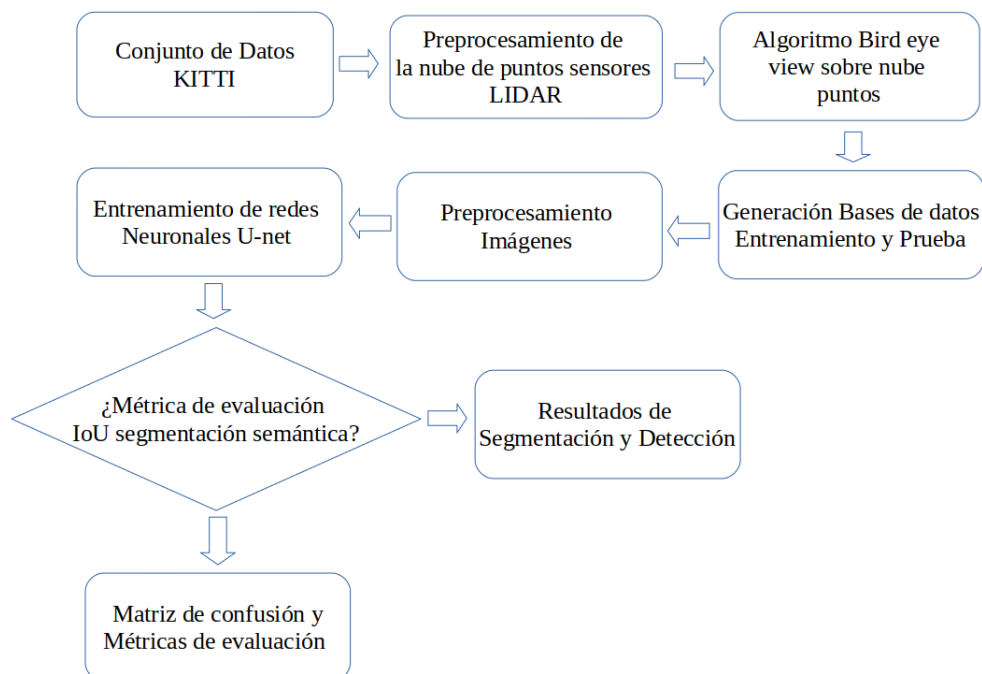 Conjunto de Datos
KITTI
Preprocesamiento de
la nube de puntos sensores
LIDAR
Algoritmo Bird eye
view sobre nube
puntos
Generación Bases de datos
Entrenamiento y Prueba
Preprocesamiento
Imágenes
Entrenamiento de redes
Neuronales U-net
¿Métrica de evaluación
IoU segmentación semántica?
Resultados de
Segmentación y Detección
Matriz de confusión y
Métricas de evaluación